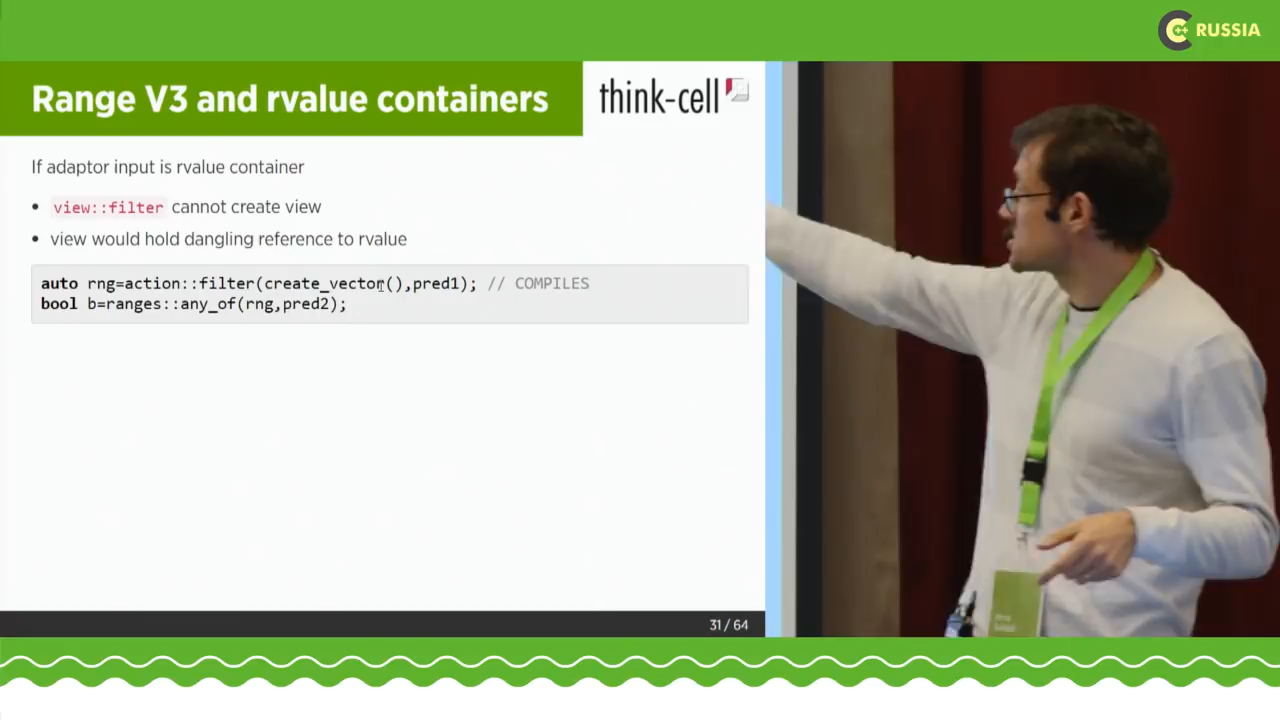 C++ RUSSIA
Range V3 and rvalue containers
think-cell
If adaptor input is rvalue container
• view::filter cannot create view
• view would hold dangling reference to rvalue
auto rng=action::filter(create_vector(),pred1); // COMPILES
bool b=ranges::any_of(rng,pred2);
31 / 64